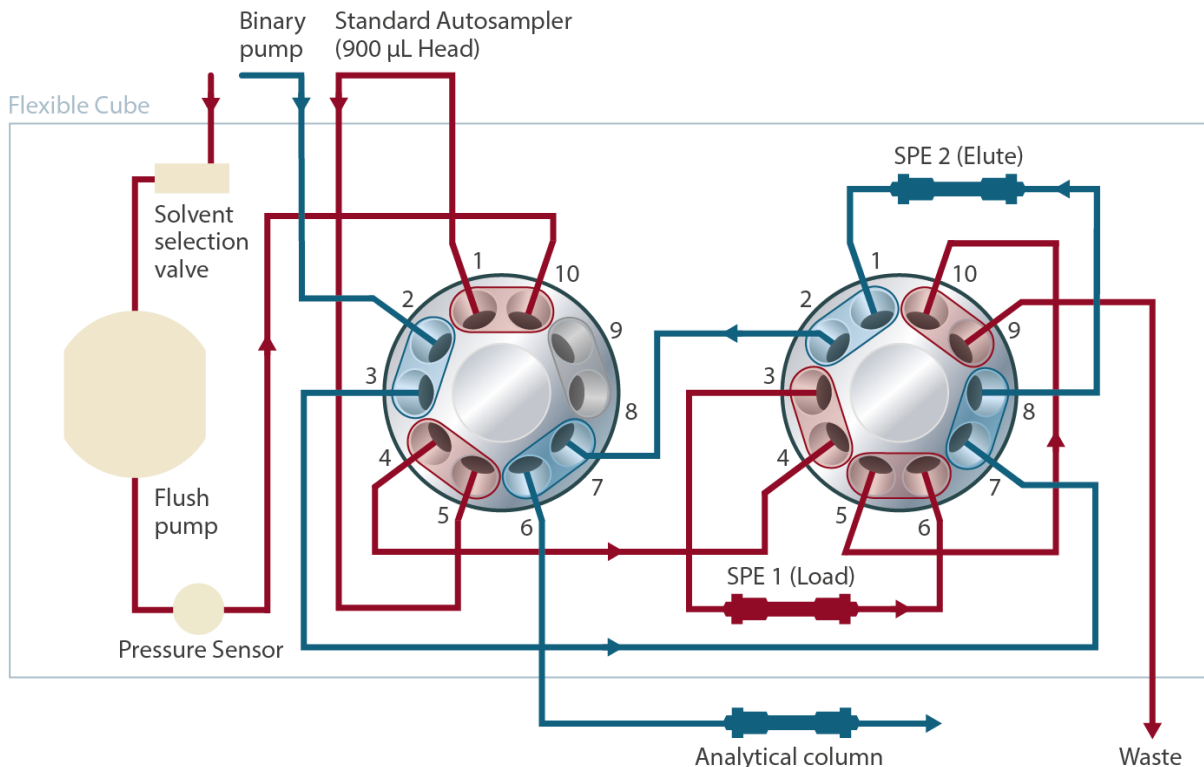 Binary
pump
Standard Autosampler
(900 µL Head)
Flexible Cube
SPE 2 (Elute)
Solvent
selection
valve
1
10
2
9
3
8
4
7
5
6
1
10
2
9
3
8
4
7
5
6
Flush
pump
SPE 1 (Load)
Pressure Sensor
Analytical column
Waste